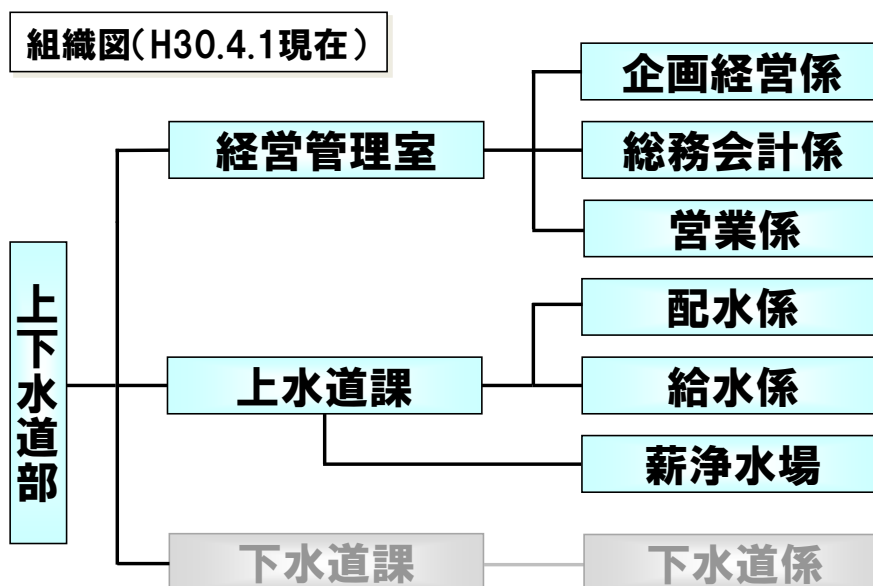 組織図(H30.4.1現在)
上下水道部
経営管理室
企画経営係
総務会計係
営業係
上水道課
配水係
給水係
薪浄水場
下水道課
下水道係